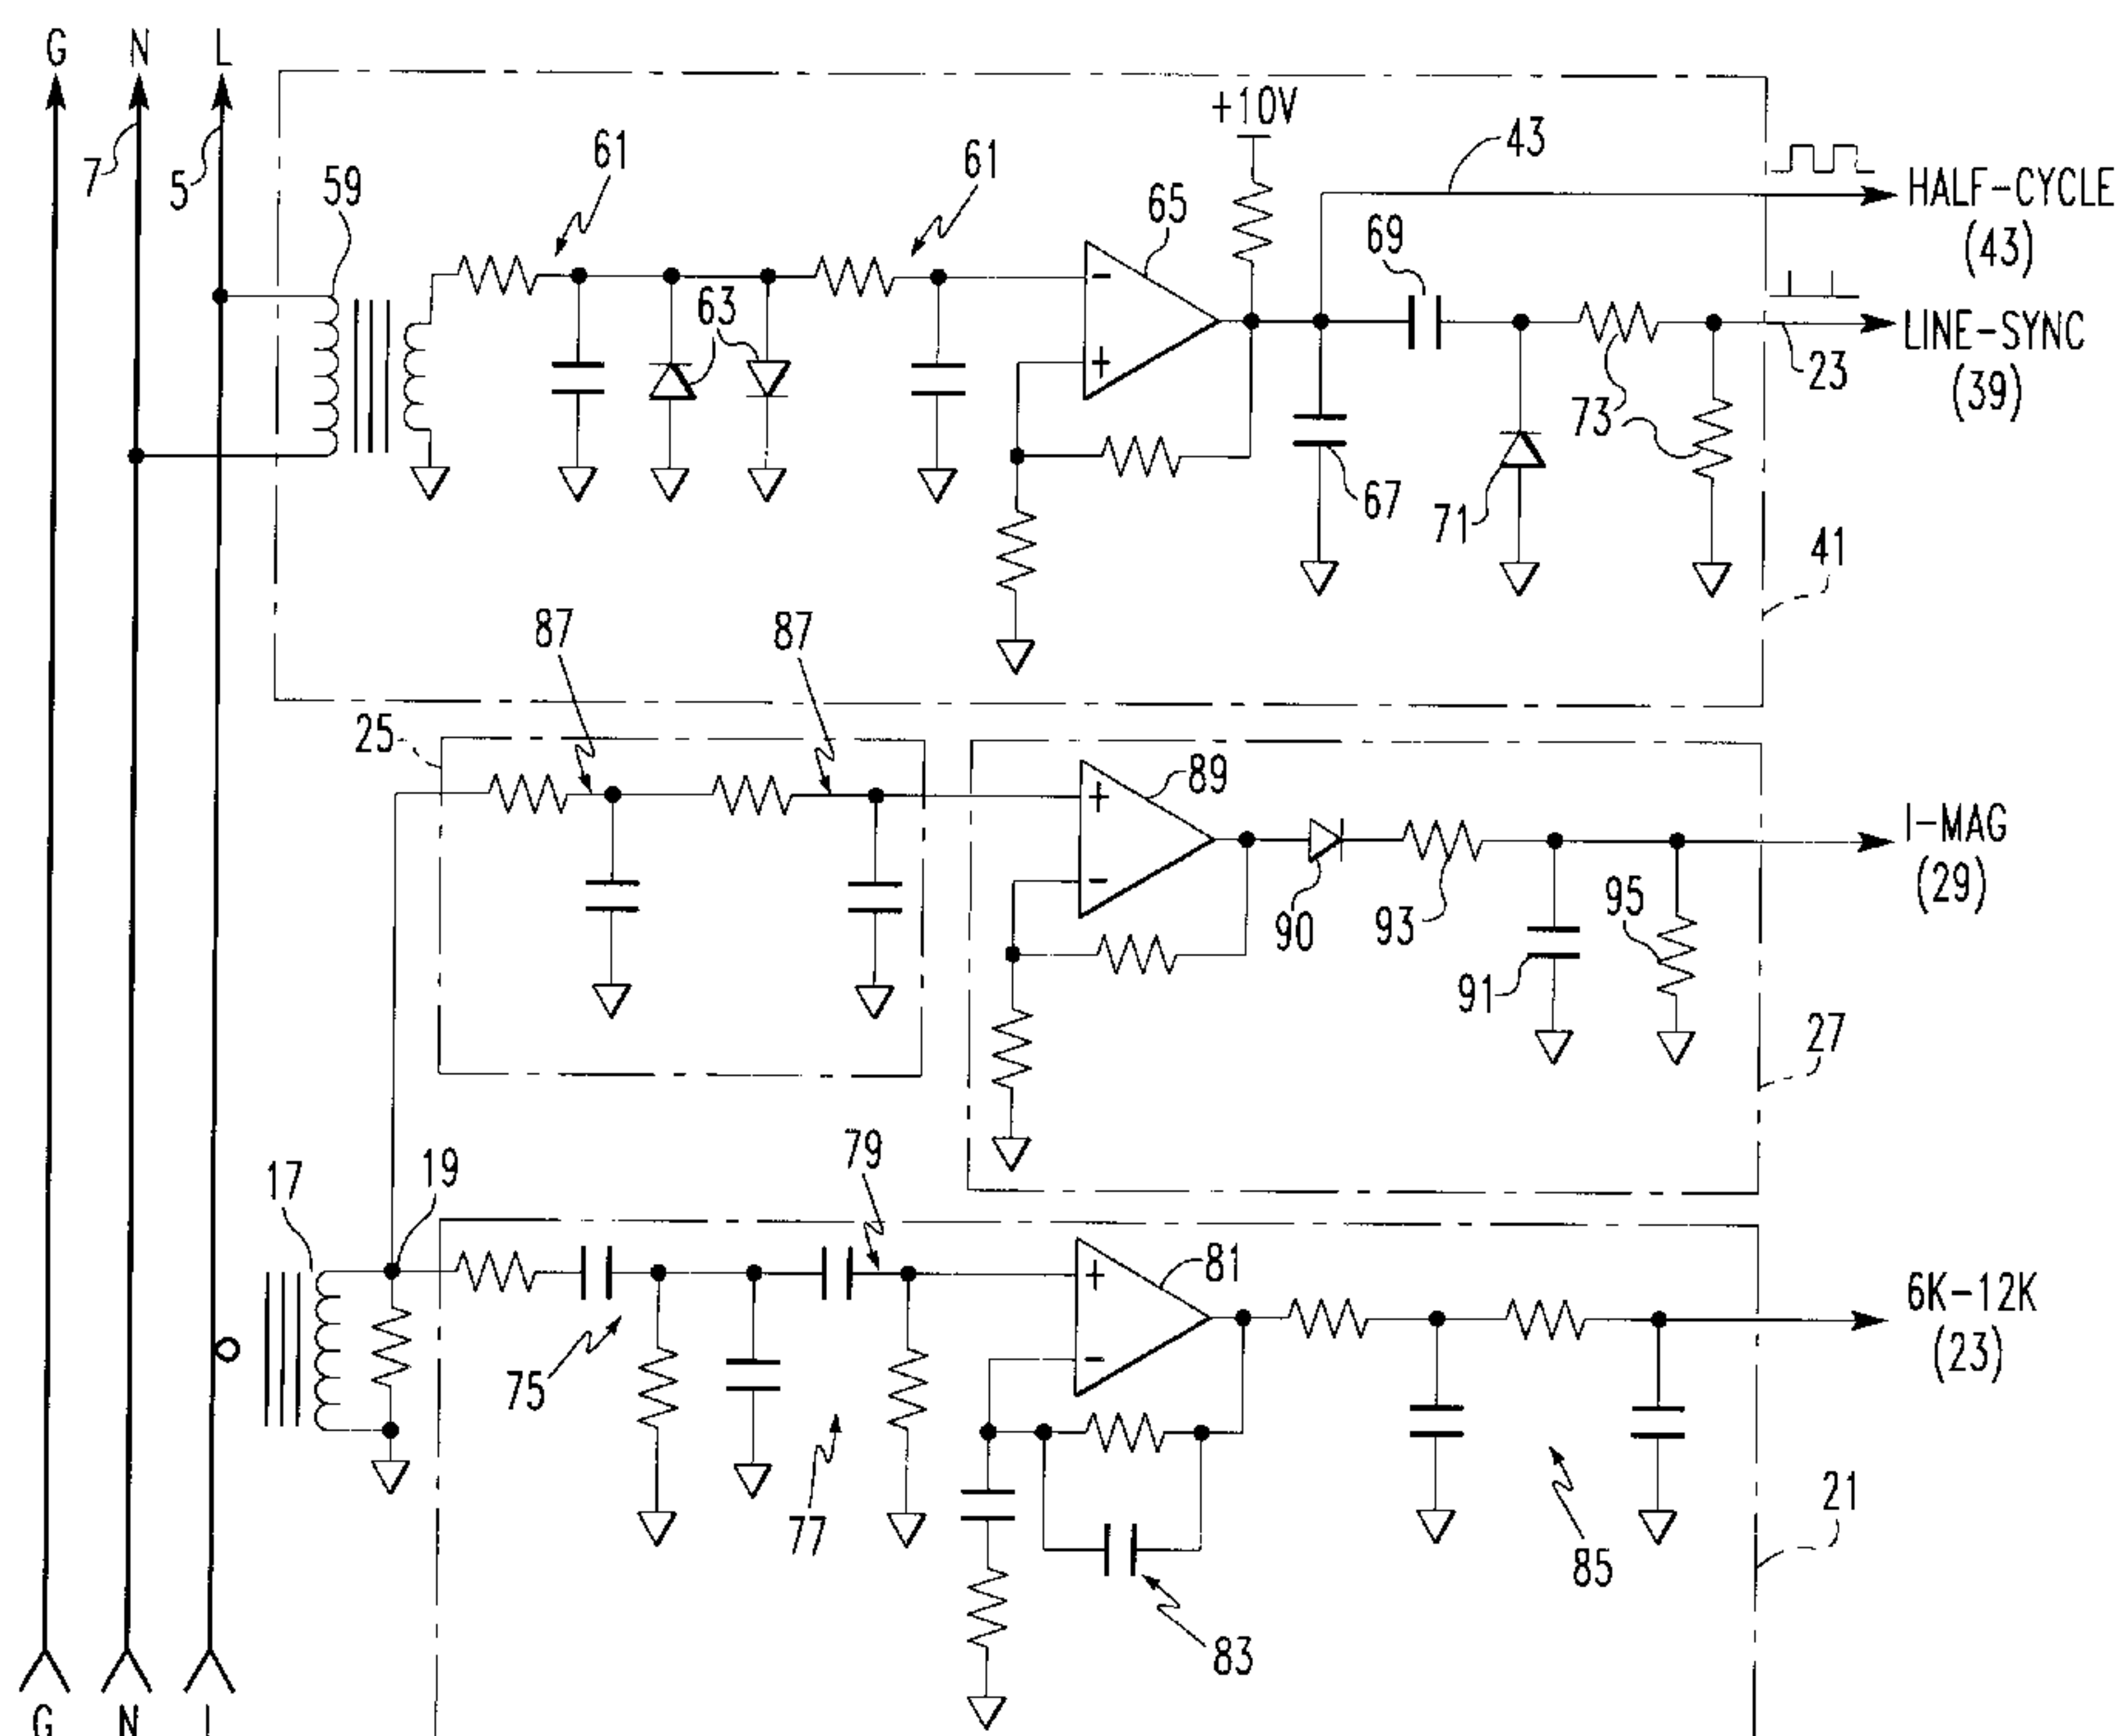 G N L
7 5 59 61 61 +10V 43
65 69
HALF-CYCLE
(43)
63
LINE-SYNC
(39)
23
73
67 71
41
87 87
25
89
I-MAG
(29)
90 93 95
91
27
17 19 79
81
6K-12K
(23)
75
77
85
21
83
G N